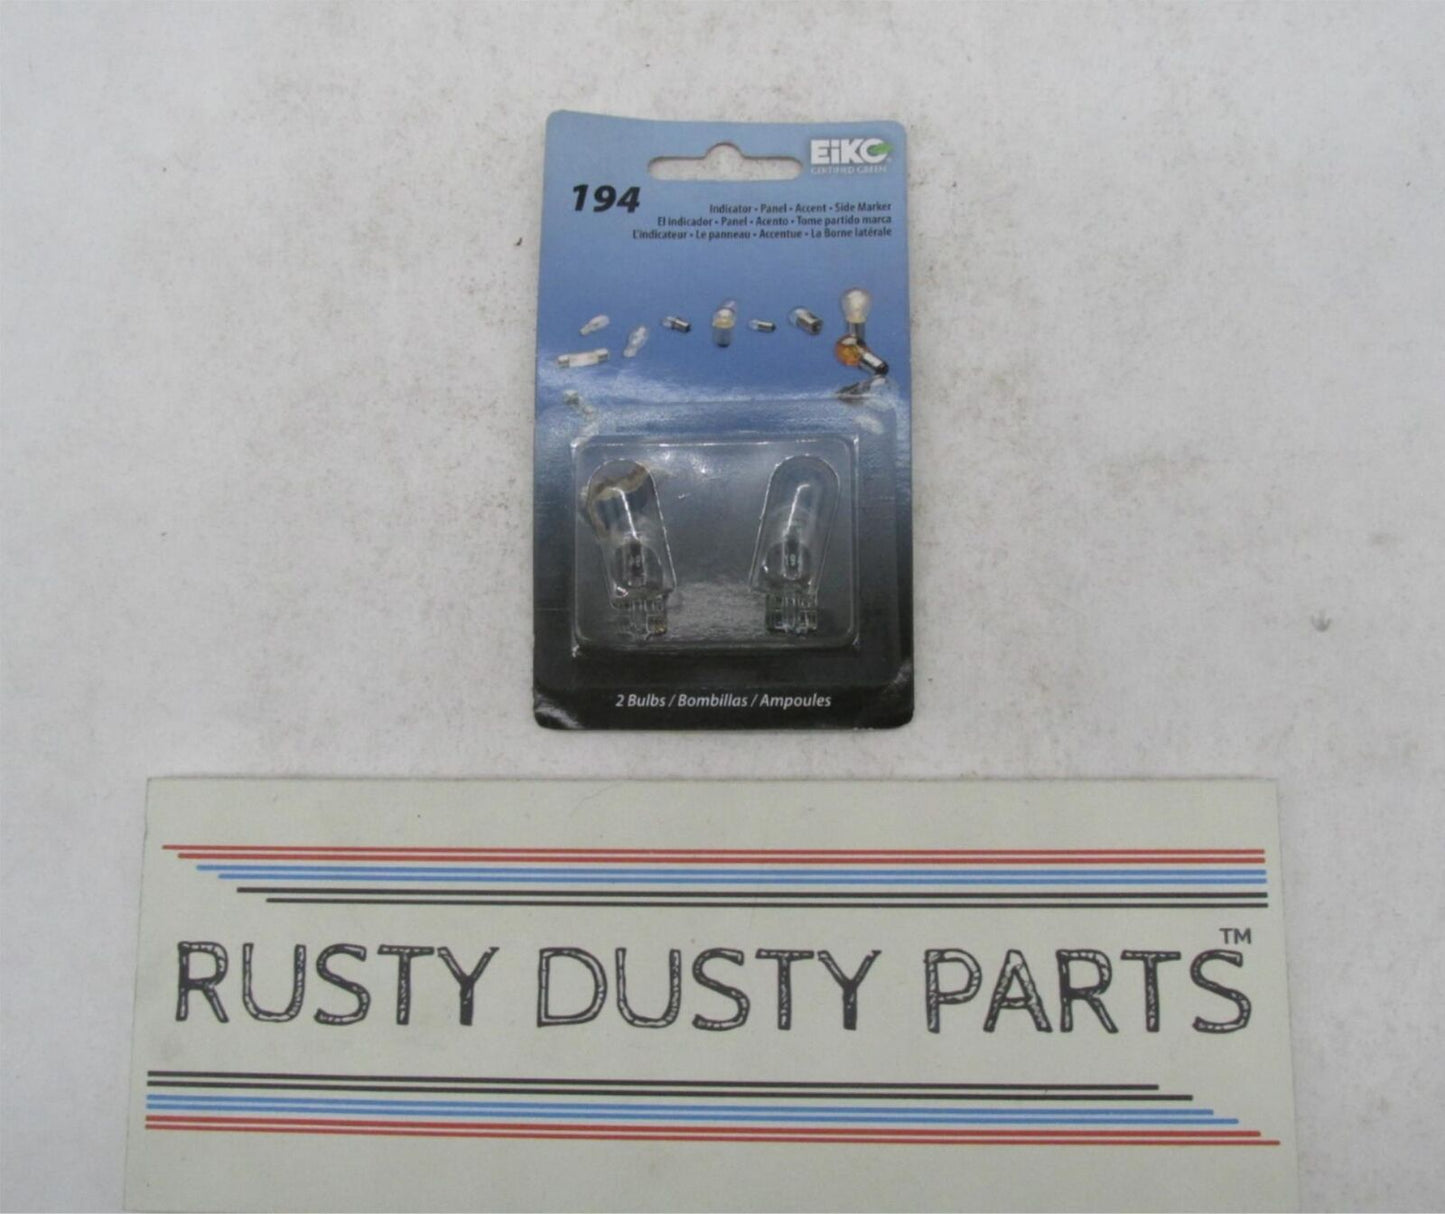 EiKO
CERTIFIED GREEN
194
Indicator • Panel • Accent • Side Marker
El indicador • Panel • Acento • Tome partido marca
L'indicateur • Le panneau • Accentue • La Borne latérale
2 Bulbs / Bombillas / Ampoules
RUSTY DUSTY PARTS™